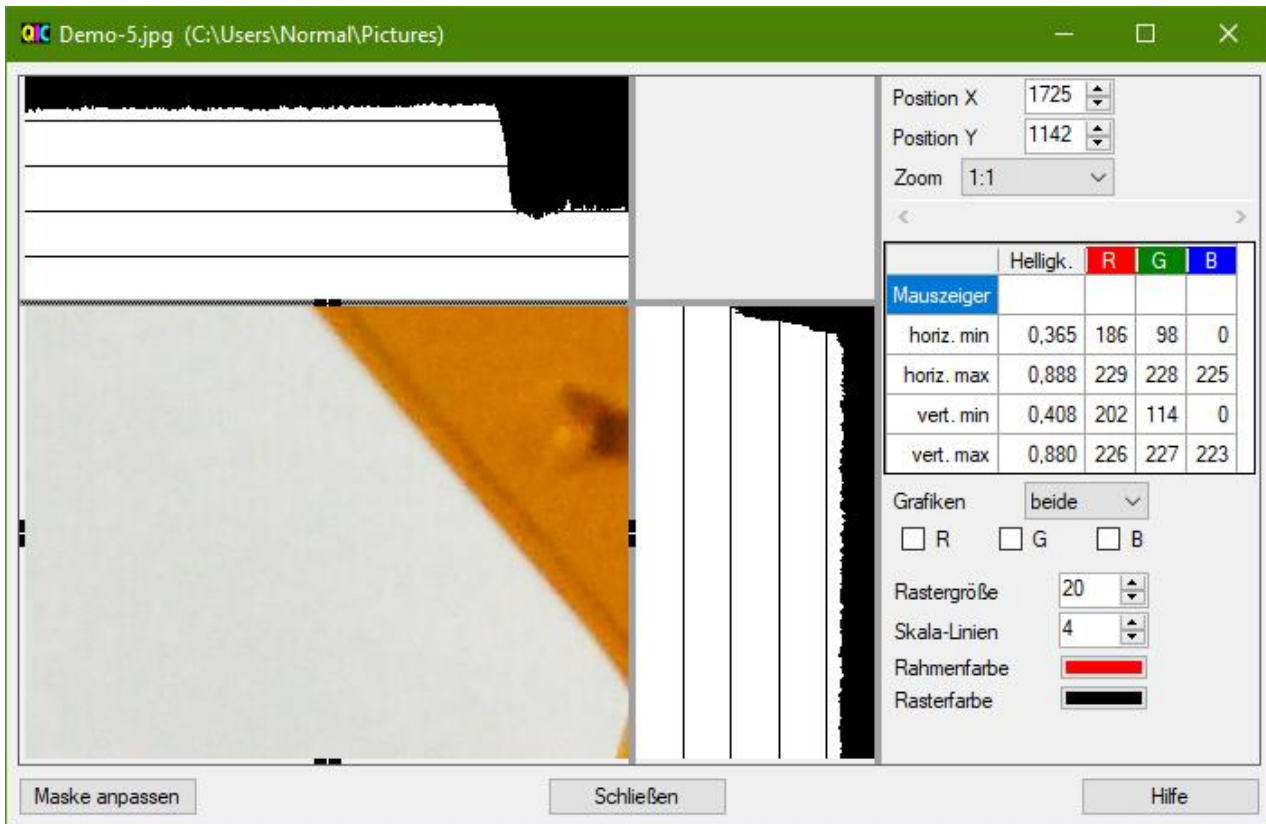 QIC Demo-5.jpg (C:\Users\Normal\Pictures)
Position X 1725
Position Y 1142
Zoom 1:1
Helligk. R G B
Mauszeiger
horiz. min 0,365 186 98 0
horiz. max 0,888 229 228 225
vert. min 0,408 202 114 0
vert. max 0,880 226 227 223
Grafiken beide
R G B
Rastergröße 20
Skala-Linien 4
Rahmenfarbe
Rasterfarbe
Maske anpassen Schließen Hilfe